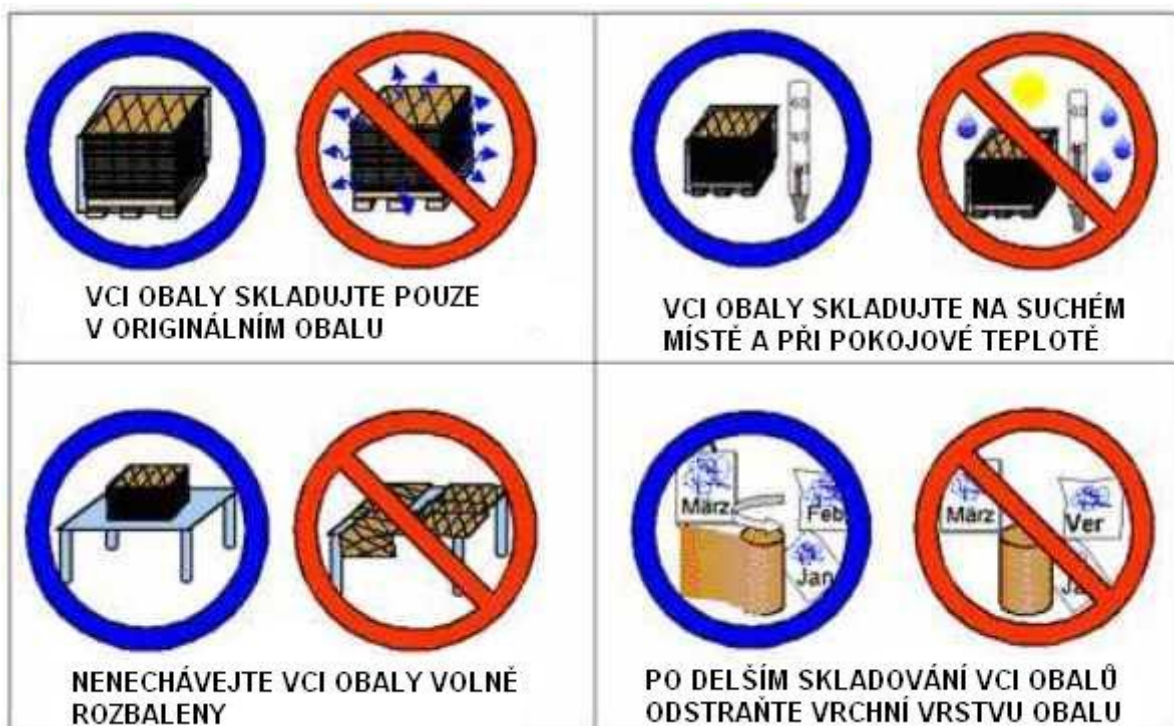 VCI OBALY SKLADUJTE POUZE
V ORIGINÁLNÍM OBALU
60
VCI OBALY SKLADUJTE NA SUCHÉM
MÍSTĚ A PŘI POKOJOVÉ TEPLOTĚ
NENECHÁVEJTE VCI OBALY VOLNĚ
ROZBALENY
März
Feb
Jan
März
Ver
PO DELŠÍM SKLADOVÁNÍ VCI OBALŮ
ODSTRAŇTE VRCHNÍ VRSTVU OBALU